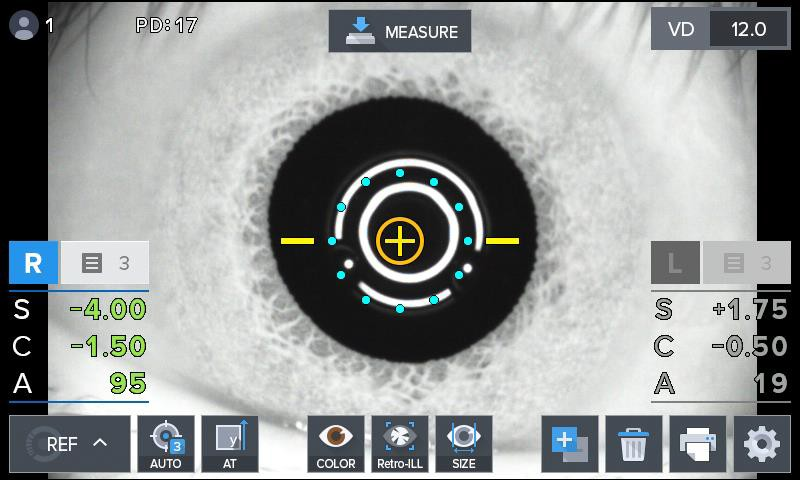 1
PD:17
MEASURE
VD 12.0
R 3
S -4.00
C -1.50
A 95
L 3
S +1.75
C -0.50
A 19
REF
3
AUTO
y
AT
COLOR
Retro-ILL
SIZE